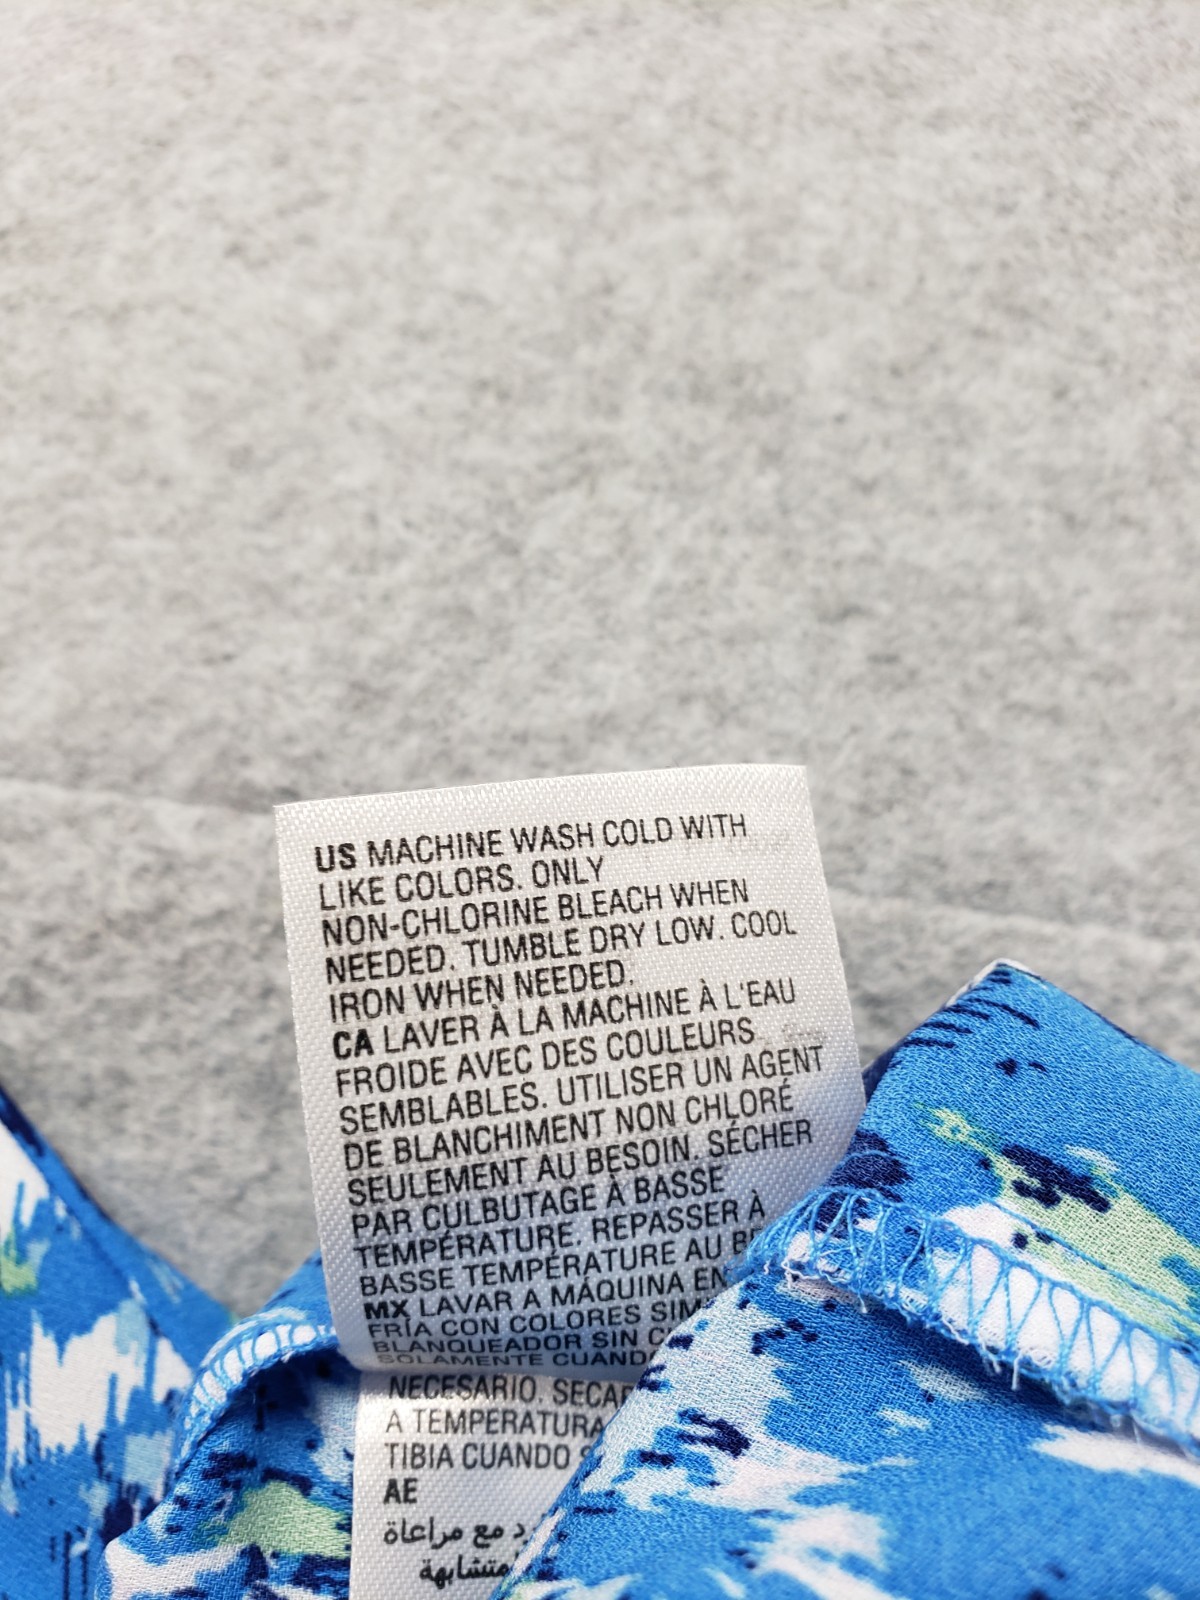 US MACHINE WASH COLD WITH
LIKE COLORS. ONLY
NON-CHLORINE BLEACH WHEN
NEEDED. TUMBLE DRY LOW. COOL
IRON WHEN NEEDED.
CA LAVER À LA MACHINE À L'EAU
FROIDE AVEC DES COULEURS
SEMBLABLES. UTILISER UN AGENT
DE BLANCHIMENT NON CHLORÉ
SEULEMENT AU BESOIN. SÉCHER
PAR CULBUTAGE À BASSE
TEMPÉRATURE. REPASSER À
BASSE TEMPÉRATURE AU
MX LAVAR A MÁQUINA EN
FRÍA CON COLORES
BLANQUEADOR SIN
SOLAMENTE
NECESARIO.
A TEMPERATURA
TIBIA CUANDO
AE
مع مراعاة